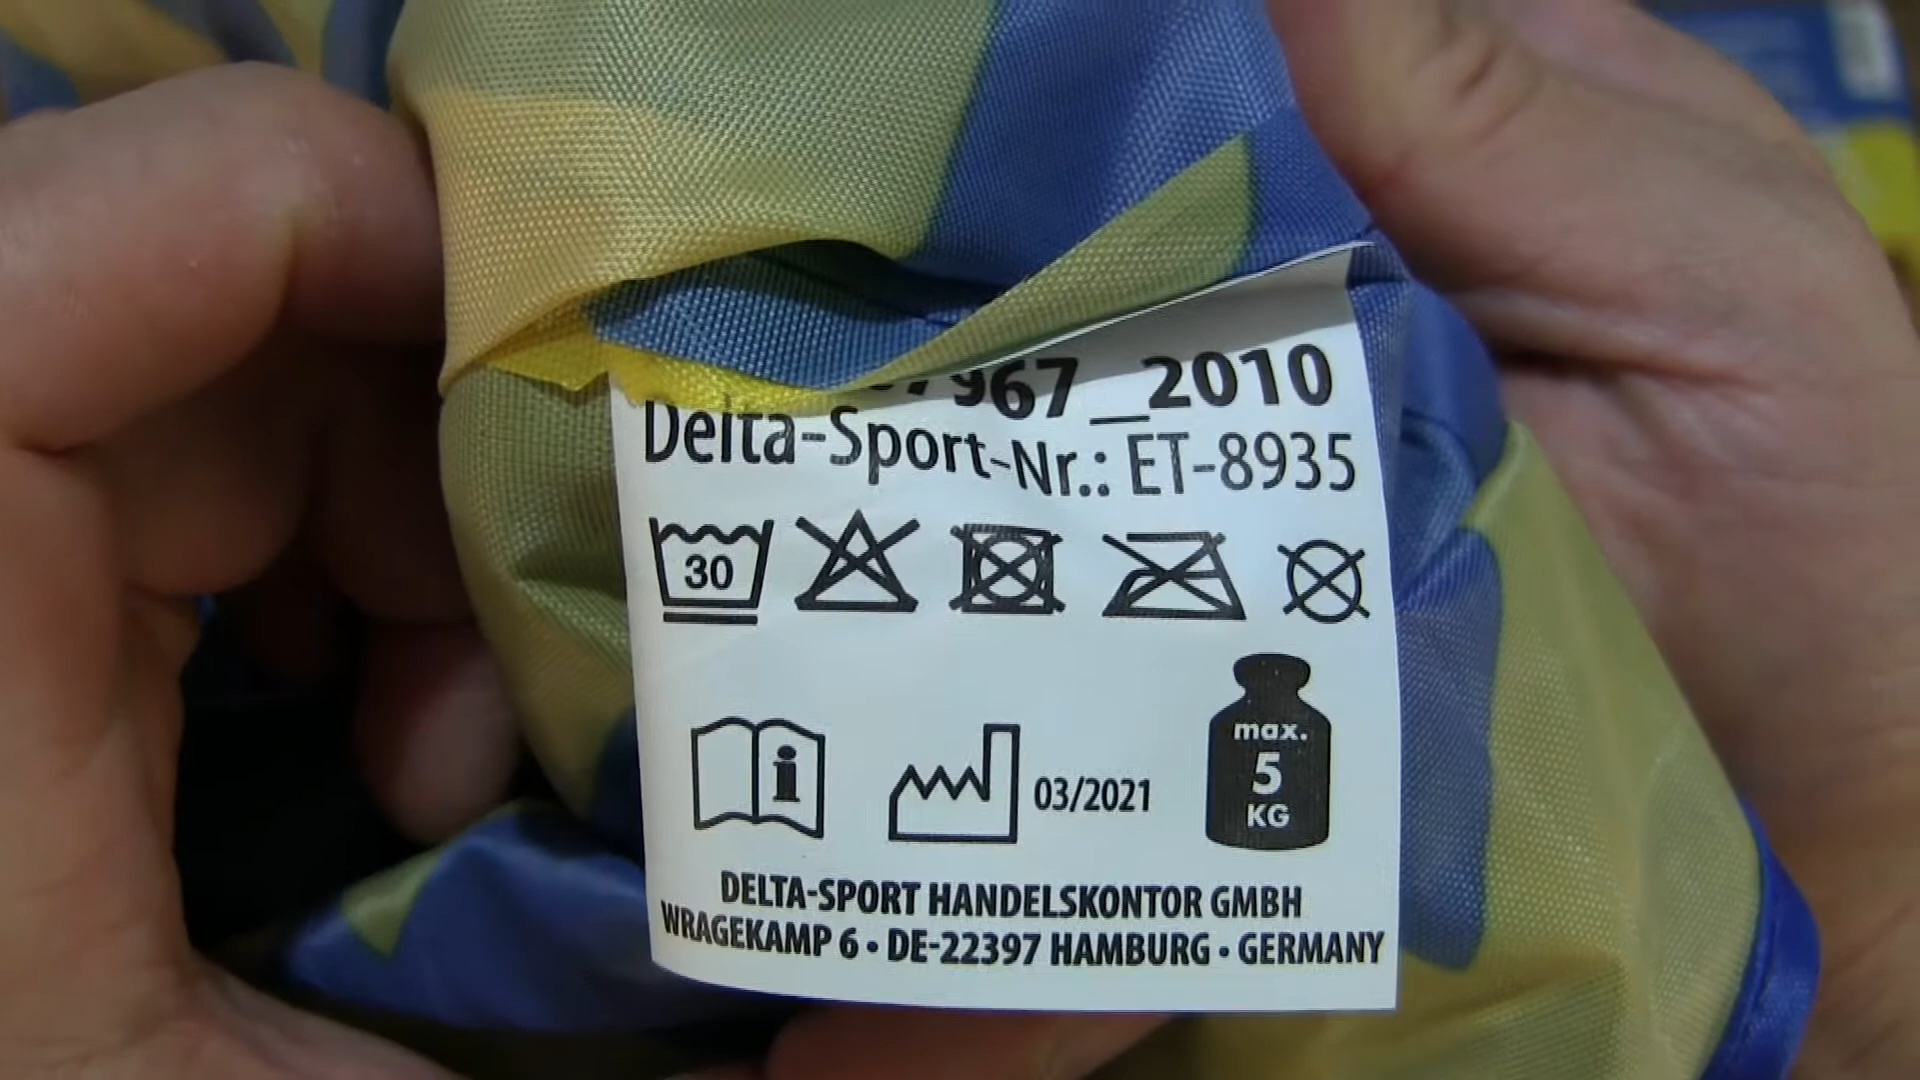 967_2010
Delta-Sport-Nr.: ET-8935
30
03/2021
max.
5
KG
DELTA-SPORT HANDELSKONTOR GMBH
WRAGEKAMP 6 • DE-22397 HAMBURG • GERMANY